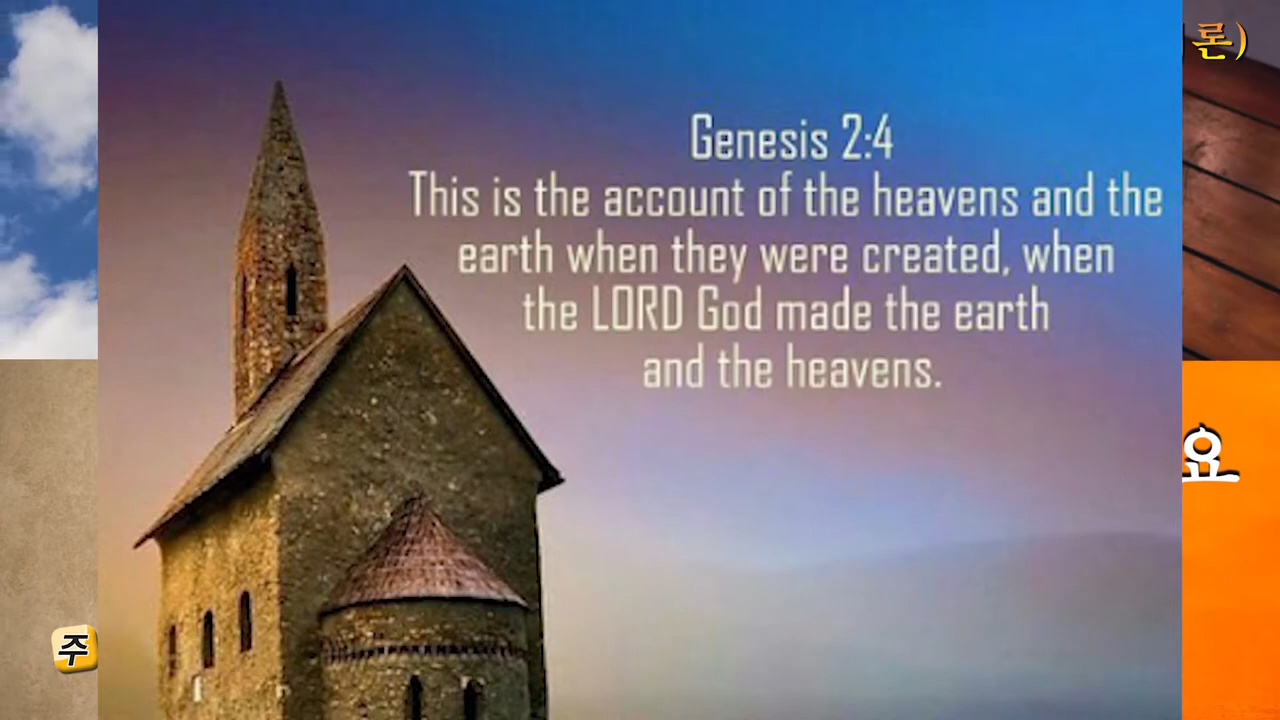 론)
Genesis 2:4
This is the account of the heavens and the
earth when they were created, when
the LORD God made the earth
and the heavens.
요
주